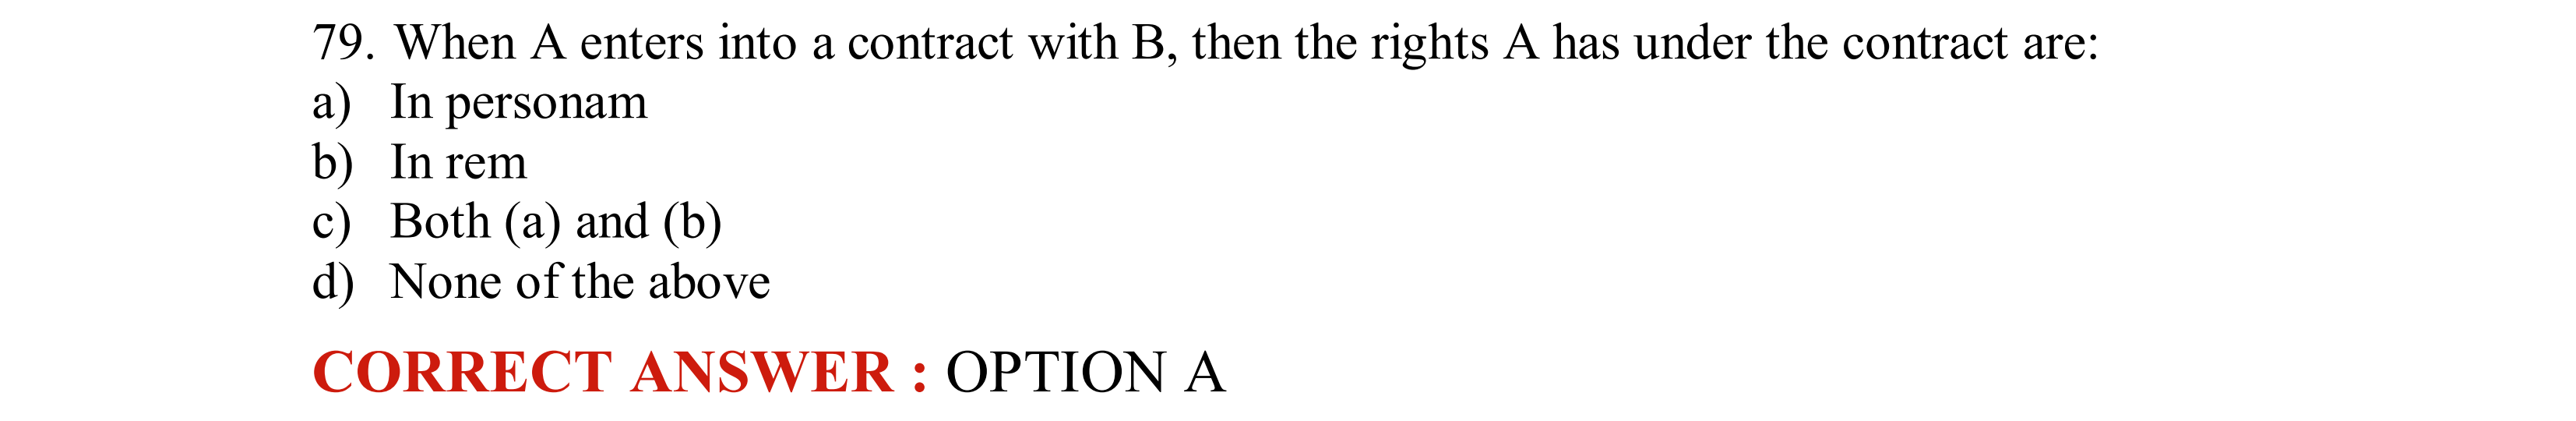 79. When A enters into a contract with B, then the rights A has under the contract are:
a) In personam
b) In rem
c) Both (a) and (b)
d) None of the above
CORRECT ANSWER : OPTION A